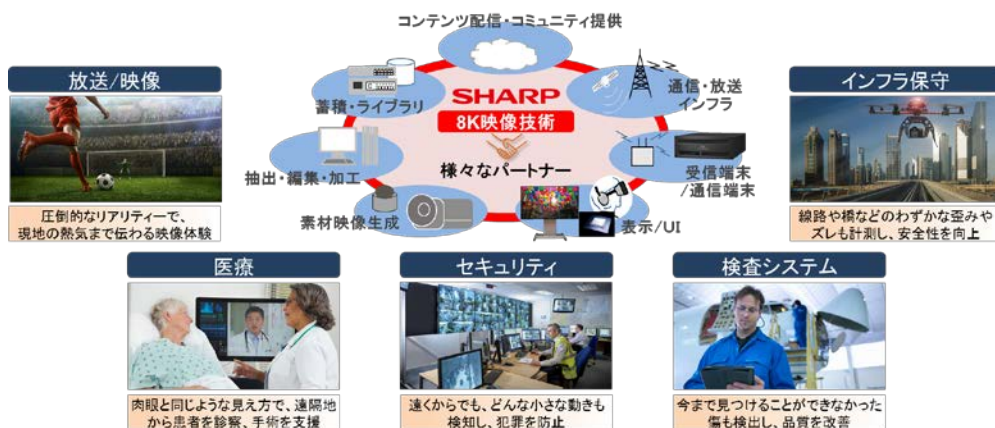 コンテンツ配信・コミュニティ提供
放送/映像
圧倒的なリアリティーで、
現地の熱気まで伝わる映像体験
蓄積・ライブラリ
SHARP
8K映像技術
様々なパートナー
通信・放送
インフラ
抽出・編集・加工
受信端末
/通信端末
素材映像生成
表示/UI
インフラ保守
線路や橋などのわずかな歪みや
ズレも計測し、安全性を向上
医療
肉眼と同じような見え方で、遠隔地
から患者を診察、手術を支援
セキュリティ
遠くからでも、どんな小さな動きも
検知し、犯罪を防止
検査システム
今まで見つけることができなかった
傷も検出し、品質を改善